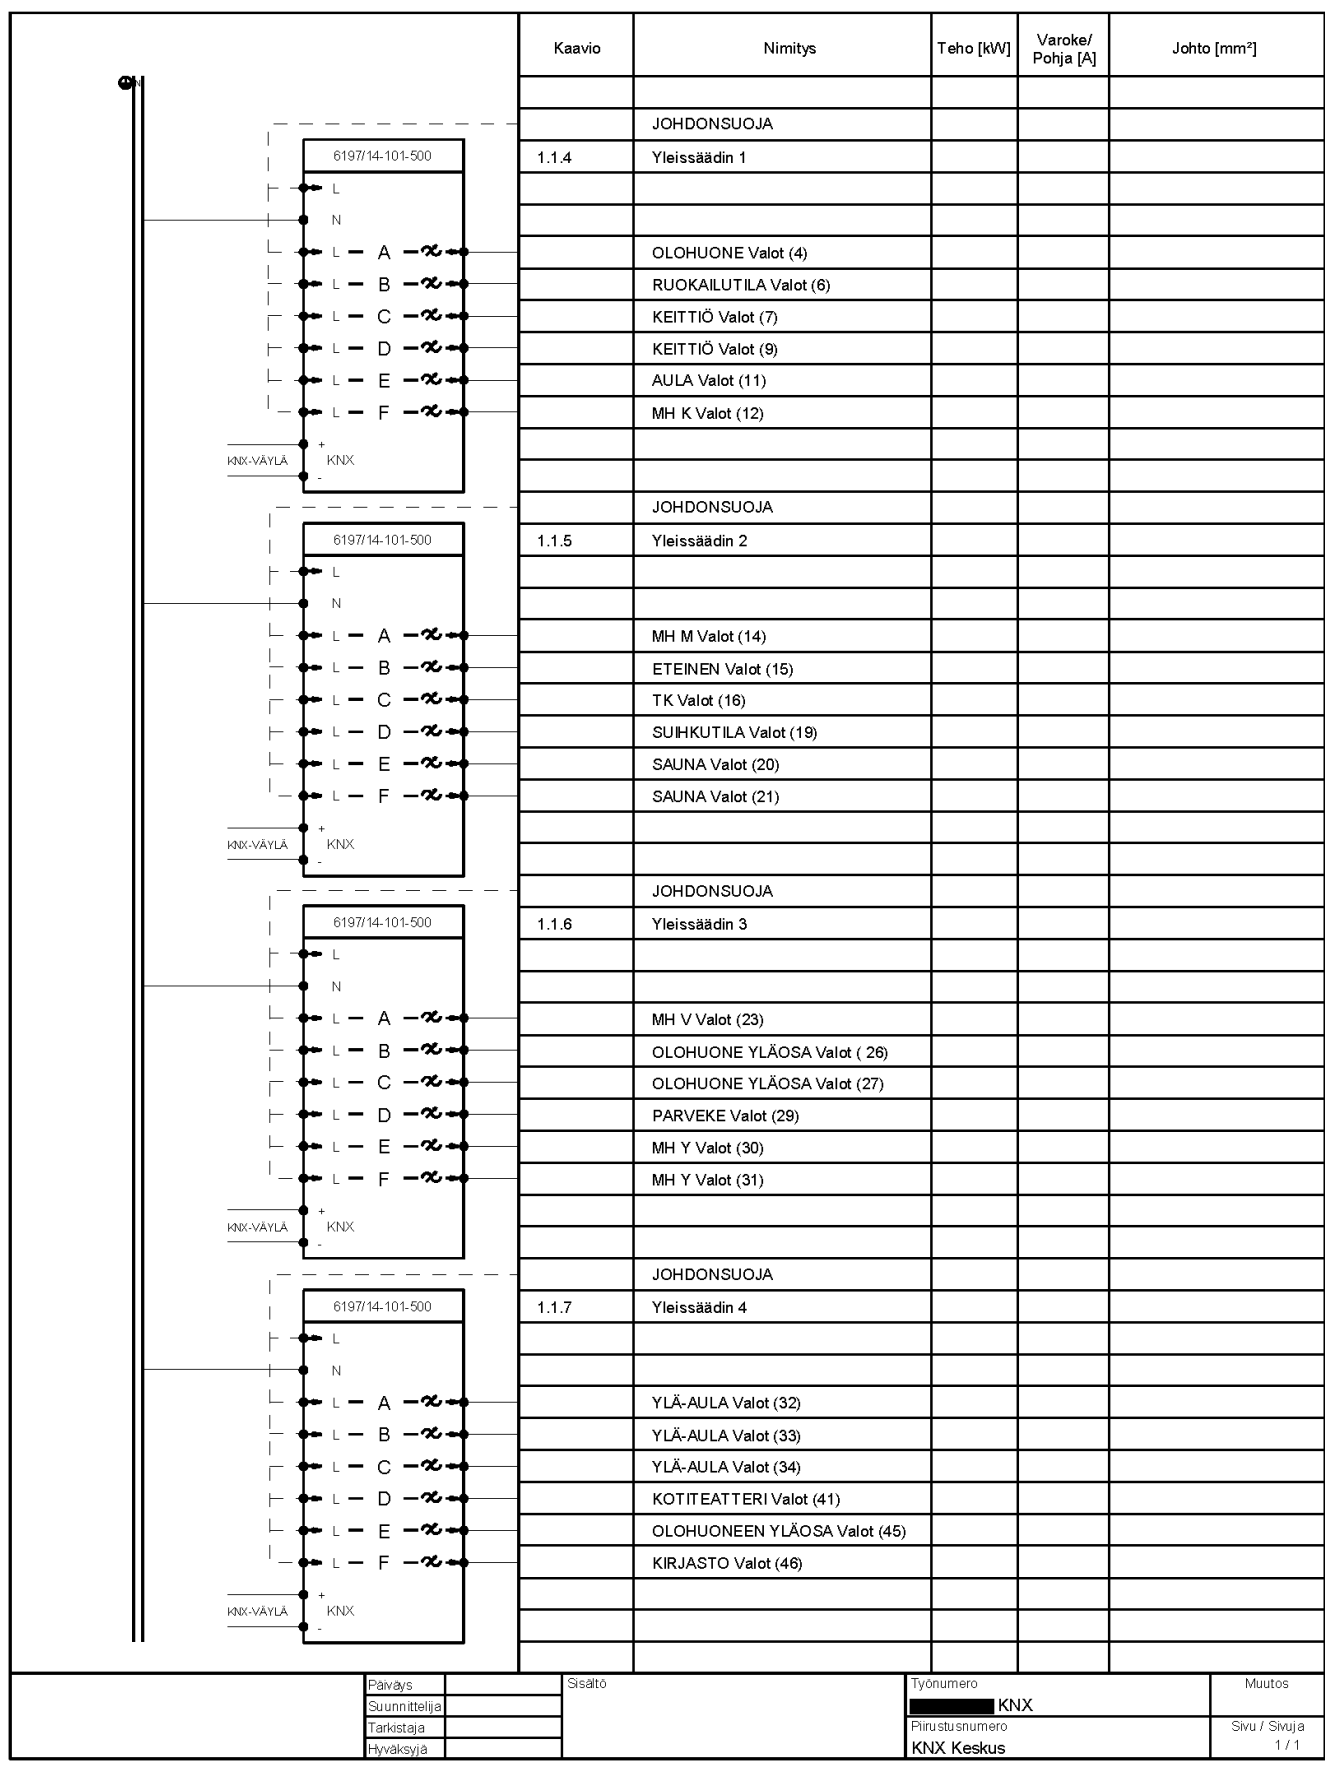 Kaavio Nimitys Teho [kW] Varoke/ Pohja [A] Johto [mm²]
N
JOHDONSUOJA
6197/14-101-500 1.1.4 Yleissäädin 1
L
N
L A OLOHUONE Valot (4)
L B RUOKAILUTILA Valot (6)
L C KEITTIÖ Valot (7)
L D KEITTIÖ Valot (9)
L E AULA Valot (11)
L F MH K Valot (12)
+
KNX-VÄYLÄ KNX
-
JOHDONSUOJA
6197/14-101-500 1.1.5 Yleissäädin 2
L
N
L A MH M Valot (14)
L B ETEINEN Valot (15)
L C TK Valot (16)
L D SUIHKUTILA Valot (19)
L E SAUNA Valot (20)
L F SAUNA Valot (21)
+
KNX-VÄYLÄ KNX
-
JOHDONSUOJA
6197/14-101-500 1.1.6 Yleissäädin 3
L
N
L A MH V Valot (23)
L B OLOHUONE YLÄOSA Valot ( 26)
L C OLOHUONE YLÄOSA Valot (27)
L D PARVEKE Valot (29)
L E MH Y Valot (30)
L F MH Y Valot (31)
+
KNX-VÄYLÄ KNX
-
JOHDONSUOJA
6197/14-101-500 1.1.7 Yleissäädin 4
L
N
L A YLÄ-AULA Valot (32)
L B YLÄ-AULA Valot (33)
L C YLÄ-AULA Valot (34)
L D KOTITEATTERI Valot (41)
L E OLOHUONEEN YLÄOSA Valot (45)
L F KIRJASTO Valot (46)
+
KNX-VÄYLÄ KNX
-
Päiväys Sisältö Työnumero Muutos
Suunnittelija KNX
Tarkistaja Piirustusnumero Sivu / Sivuja
Hyväksyjä KNX Keskus 1 / 1